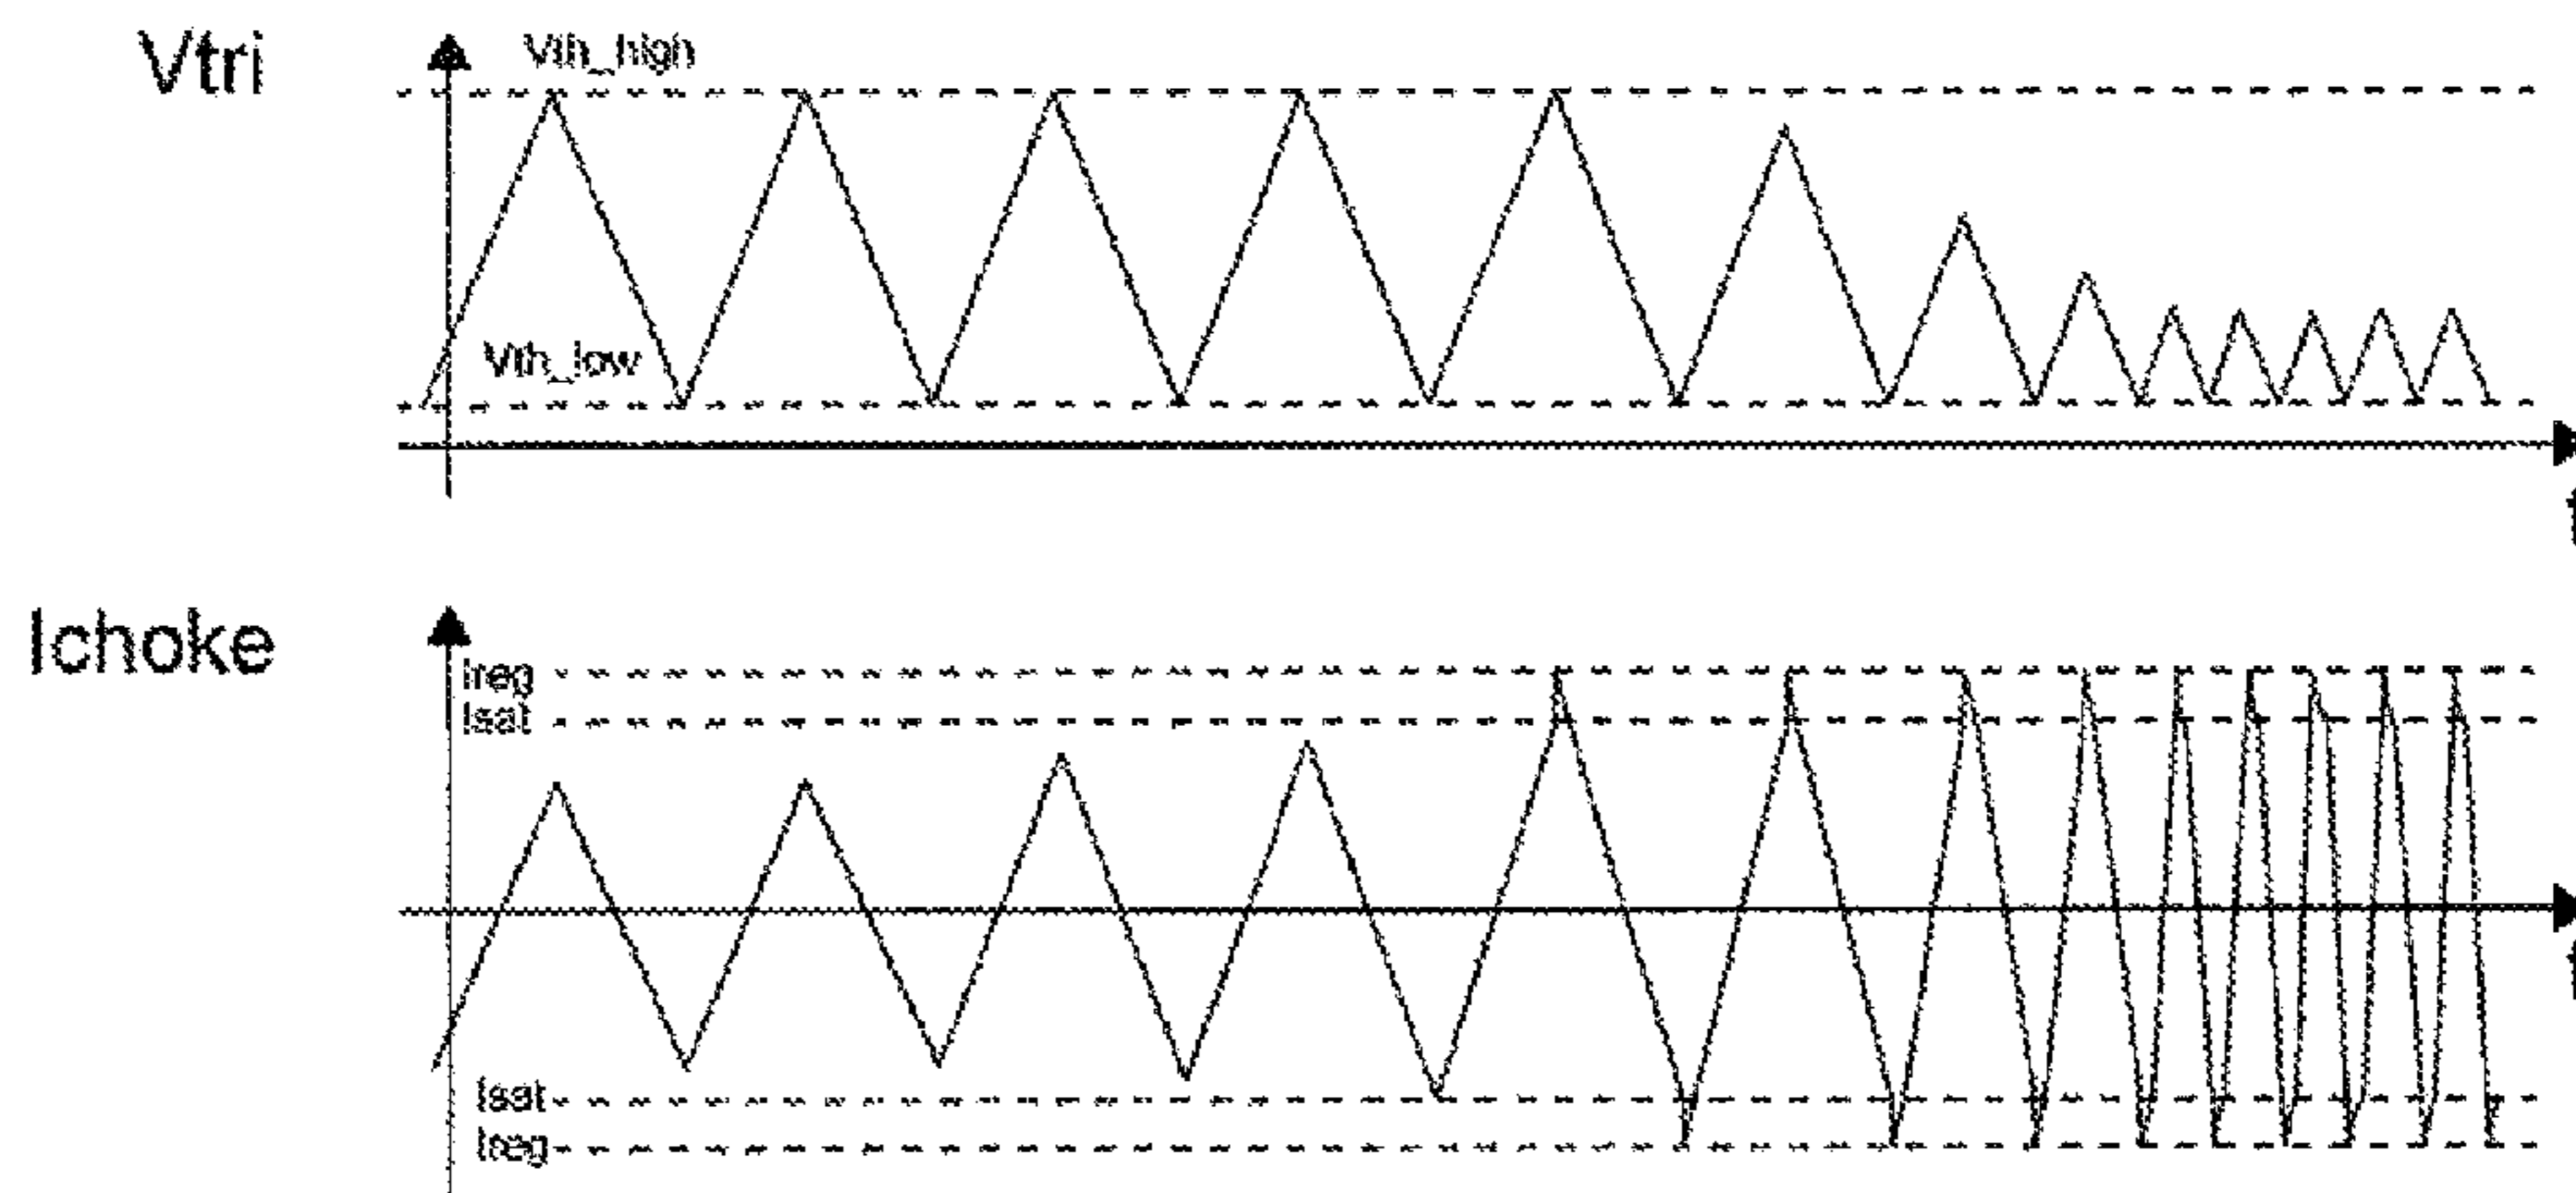 Vtri
Vth_high
Vth_low
t
Ichoke
Ireg
Isat
t
Isat
Ireg